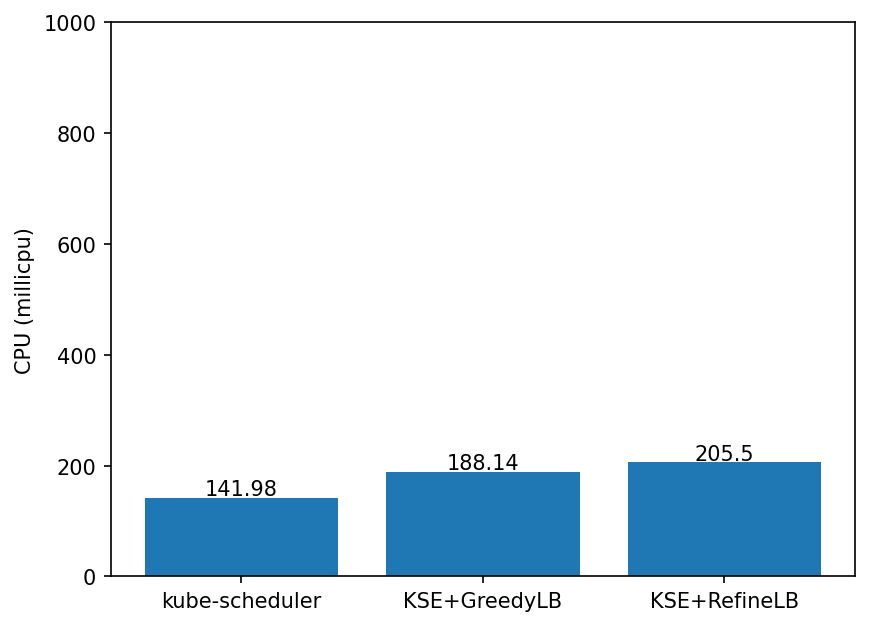 1000
800
600
400
200
0
CPU (millicpu)
141.98
188.14
205.5
kube-scheduler
KSE+GreedyLB
KSE+RefineLB